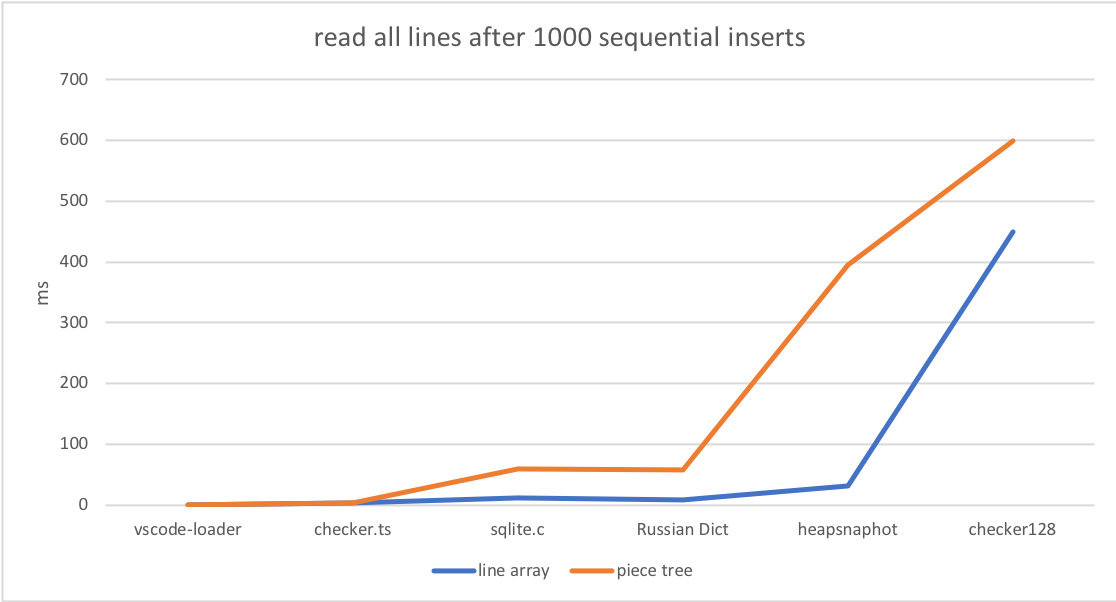 read all lines after 1000 sequential inserts
700
600
500
400
300
200
100
0
ms
vscode-loader checker.ts sqlite.c Russian Dict heapsnaphot checker128
line array piece tree